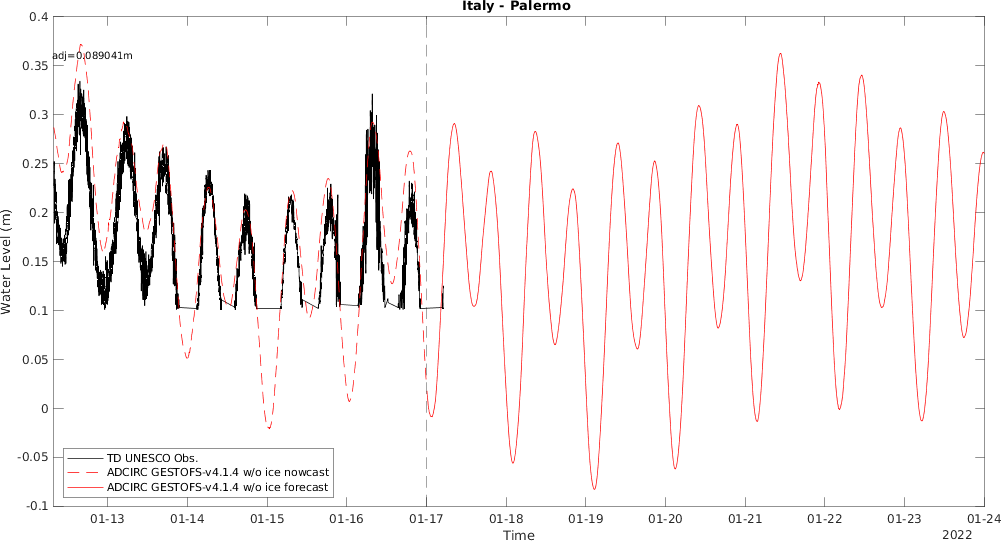 Italy - Palermo
adj=0.089041m
Water Level (m)
0.4
0.35
0.3
0.25
0.2
0.15
0.1
0.05
0
-0.05
-0.1
TD UNESCO Obs.
ADCIRC GESTOFS-v4.1.4 w/o ice nowcast
ADCIRC GESTOFS-v4.1.4 w/o ice forecast
01-13 01-14 01-15 01-16 01-17 01-18 01-19 01-20 01-21 01-22 01-23 01-24
Time
2022